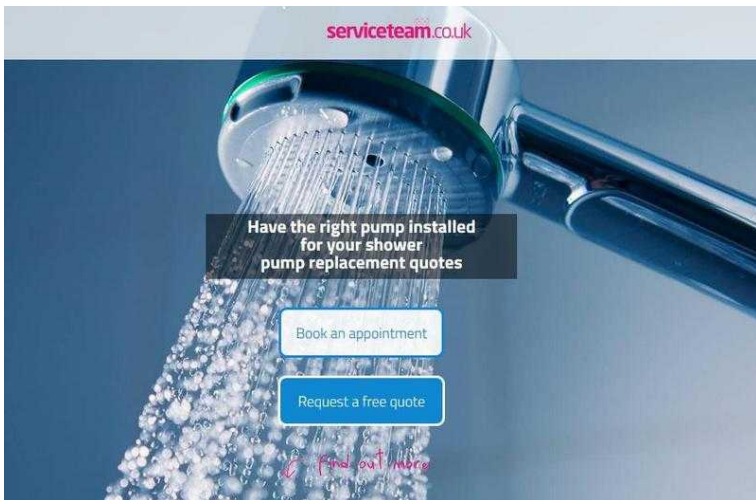 serviceteam.co.uk
Have the right pump installed
for your shower
pump replacement quotes
Book an appointment
Request a free quote
find out more